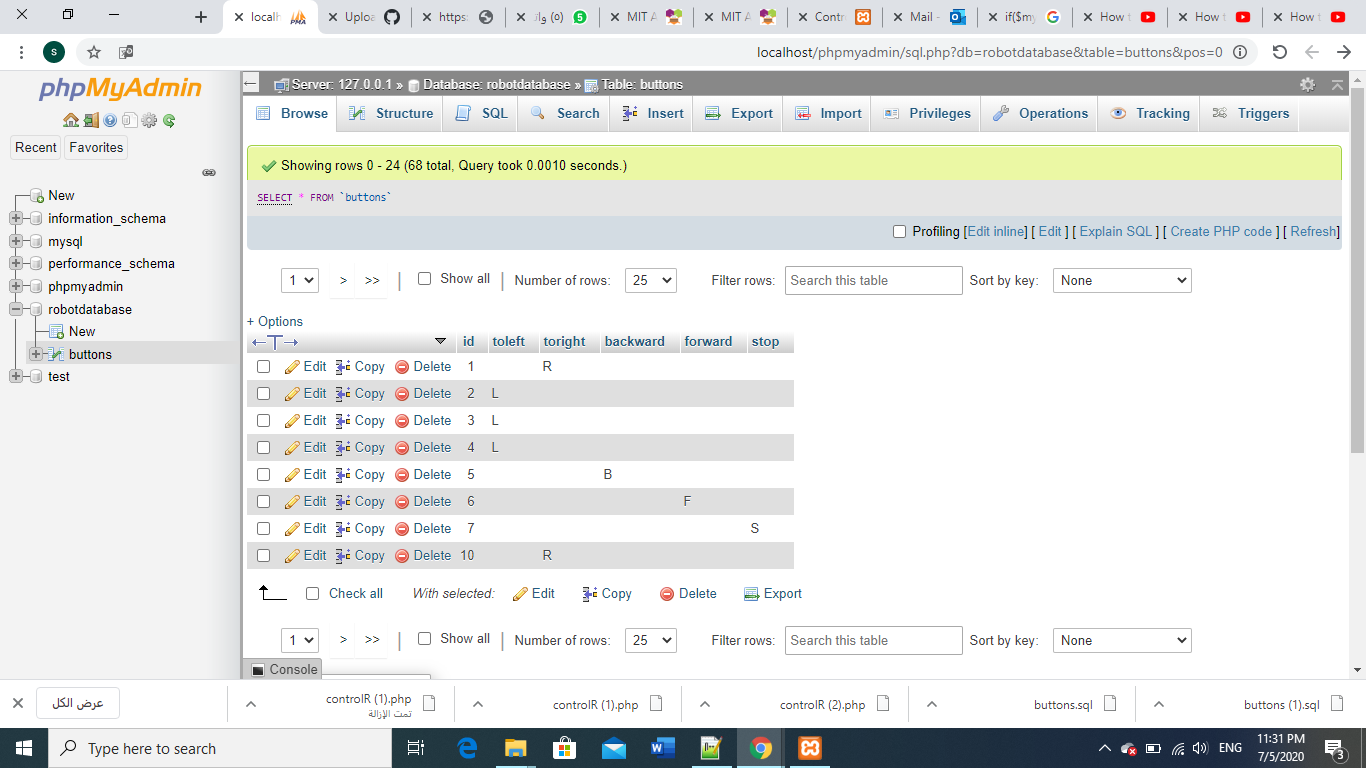 localh
Uploa
https:
(٥) واتـ
MIT A
MIT A
Contr
Mail -
if($my
How t
How t
How t
S
localhost/phpmyadmin/sql.php?db=robotdatabase&table=buttons&pos=0
phpMyAdmin
Recent Favorites
New
information_schema
mysql
performance_schema
phpmyadmin
robotdatabase
New
buttons
test
Server: 127.0.0.1 » Database: robotdatabase » Table: buttons
Browse Structure SQL Search Insert Export Import Privileges Operations Tracking Triggers
Showing rows 0 - 24 (68 total, Query took 0.0010 seconds.)
SELECT * FROM `buttons`
Profiling [Edit inline] [ Edit ] [ Explain SQL ] [ Create PHP code ] [ Refresh]
1 > >> | Show all | Number of rows: 25 Filter rows: Search this table Sort by key: None
+ Options
←T→ id toleft toright backward forward stop
Edit Copy Delete 1 R
Edit Copy Delete 2 L
Edit Copy Delete 3 L
Edit Copy Delete 4 L
Edit Copy Delete 5 B
Edit Copy Delete 6 F
Edit Copy Delete 7 S
Edit Copy Delete 10 R
Check all With selected: Edit Copy Delete Export
1 > >> | Show all | Number of rows: 25 Filter rows: Search this table Sort by key: None
Console
عرض الكل
controlR (1).php
تمت الإزالة
controlR (1).php
controlR (2).php
buttons.sql
buttons (1).sql
Type here to search
ENG
11:31 PM
7/5/2020
3